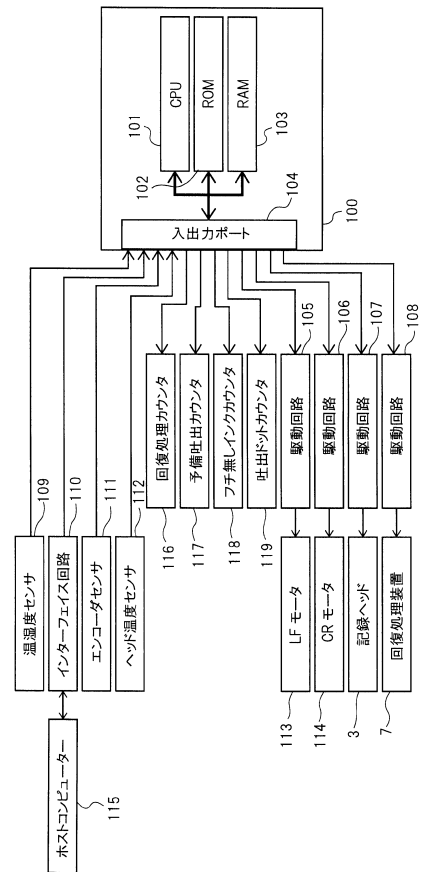 ホストコンピューター
115
温湿度センサ
109
インターフェイス回路
110
エンコーダセンサ
111
ヘッド温度センサ
112
回復処理カウンタ
116
予備吐出カウンタ
117
フチ無しインクカウンタ
118
吐出ドットカウンタ
119
LFモータ
113
駆動回路
105
CRモータ
114
駆動回路
106
記録ヘッド
3
駆動回路
107
回復処理装置
7
駆動回路
108
入出力ポート
104
CPU
101
ROM
102
RAM
103
100